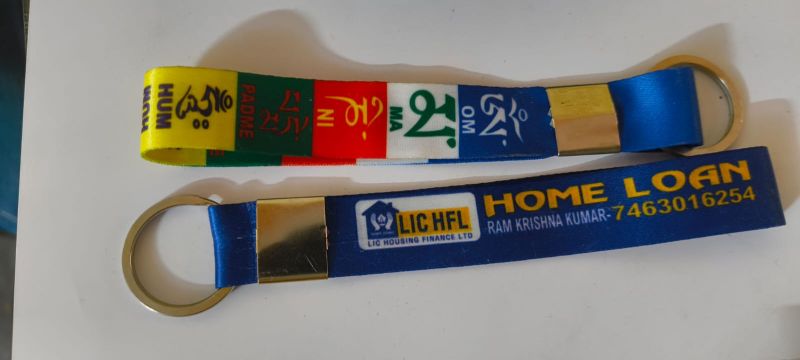 OM
MA
NI
PADME
HUM
HOME LOAN
RAM KRISHNA KUMAR-7463016254
LIC HFL
LIC HOUSING FINANCE LTD